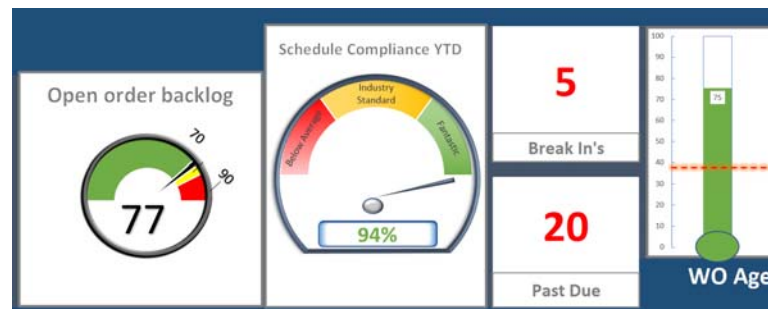 Open order backlog
70
90
77
Schedule Compliance YTD
Below Average
Industry
Standard
Fantastic
94%
5
Break In's
20
Past Due
100
90
80
70
60
50
40
30
20
10
0
75
WO Age